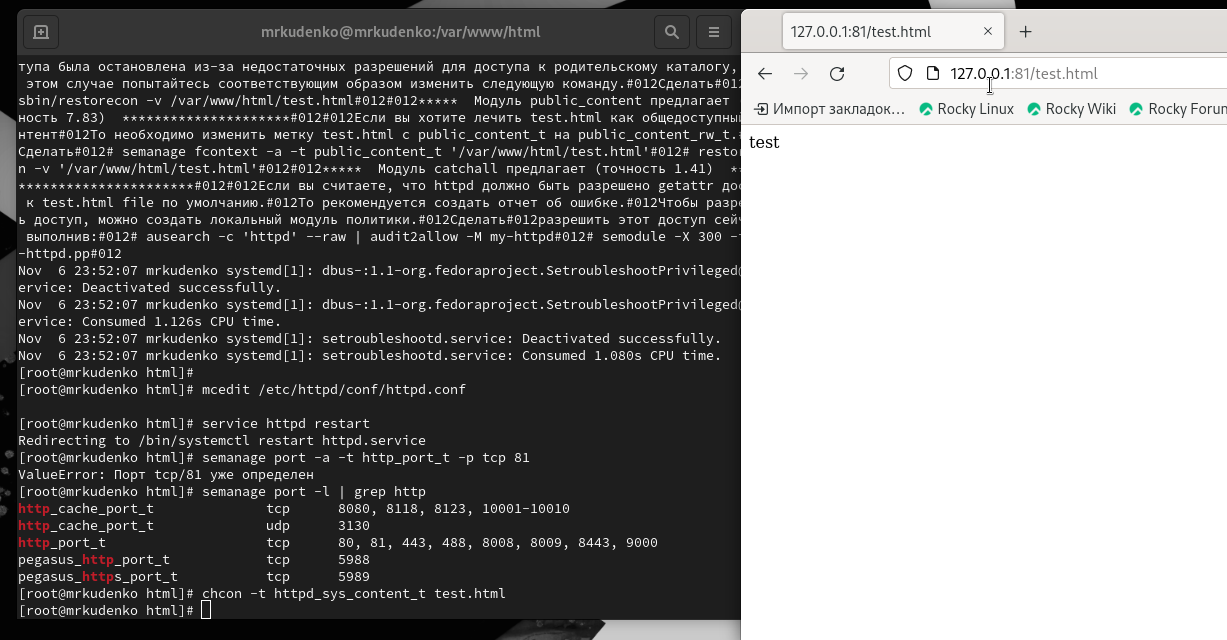 mrkudenko@mrkudenko:/var/www/html
тупа была остановлена из-за недостаточных разрешений для доступа к родительскому каталогу,
этом случае попытайтесь соответствующим образом изменить следующую команду.#012Сделать#012
sbin/restorecon -v /var/www/html/test.html#012#012*****  Модуль public_content предлагает
ность 7.83)  *********************#012#012Если вы хотите лечить test.html как общедоступный
нтент#012То необходимо изменить метку test.html с public_content_t на public_content_rw_t.#
Сделать#012# semanage fcontext -a -t public_content_t '/var/www/html/test.html'#012# restor
n -v '/var/www/html/test.html'#012#012*****  Модуль catchall предлагает (точность 1.41)  **
**********************#012#012Если вы считаете, что httpd должно быть разрешено getattr дос
к test.html file по умолчанию.#012То рекомендуется создать отчет об ошибке.#012Чтобы разре
ь доступ, можно создать локальный модуль политики.#012Сделать#012разрешить этот доступ сейч
выполнив:#012# ausearch -c 'httpd' --raw | audit2allow -M my-httpd#012# semodule -X 300 -
-httpd.pp#012
Nov  6 23:52:07 mrkudenko systemd[1]: dbus-:1.1-org.fedoraproject.SetroubleshootPrivileged@
ervice: Deactivated successfully.
Nov  6 23:52:07 mrkudenko systemd[1]: dbus-:1.1-org.fedoraproject.SetroubleshootPrivileged@
ervice: Consumed 1.126s CPU time.
Nov  6 23:52:07 mrkudenko systemd[1]: setroubleshootd.service: Deactivated successfully.
Nov  6 23:52:07 mrkudenko systemd[1]: setroubleshootd.service: Consumed 1.080s CPU time.
[root@mrkudenko html]#
[root@mrkudenko html]# mcedit /etc/httpd/conf/httpd.conf
[root@mrkudenko html]# service httpd restart
Redirecting to /bin/systemctl restart httpd.service
[root@mrkudenko html]# semanage port -a -t http_port_t -p tcp 81
ValueError: Порт tcp/81 уже определен
[root@mrkudenko html]# semanage port -l | grep http
http_cache_port_t              tcp      8080, 8118, 8123, 10001-10010
http_cache_port_t              udp      3130
http_port_t                    tcp      80, 81, 443, 488, 8008, 8009, 8443, 9000
pegasus_http_port_t            tcp      5988
pegasus_https_port_t           tcp      5989
[root@mrkudenko html]# chcon -t httpd_sys_content_t test.html
[root@mrkudenko html]#
127.0.0.1:81/test.html
127.0.0.1:81/test.html
Импорт закладок… Rocky Linux Rocky Wiki Rocky Forum
test